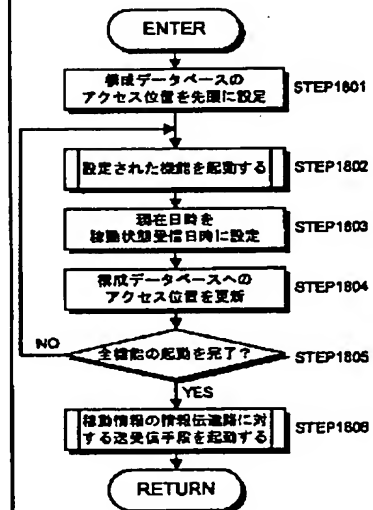 ENTER
構成データベースの
アクセス位置を先頭に設定
STEP1801
設定された機能を起動する
STEP1802
現在日時を
稼動状態受信日時に設定
STEP1803
構成データベースへの
アクセス位置を更新
STEP1804
NO
全機能の起動を完了?
STEP1805
YES
稼動情報の情報伝達路に対
する送受信手段を起動する
STEP1806
RETURN